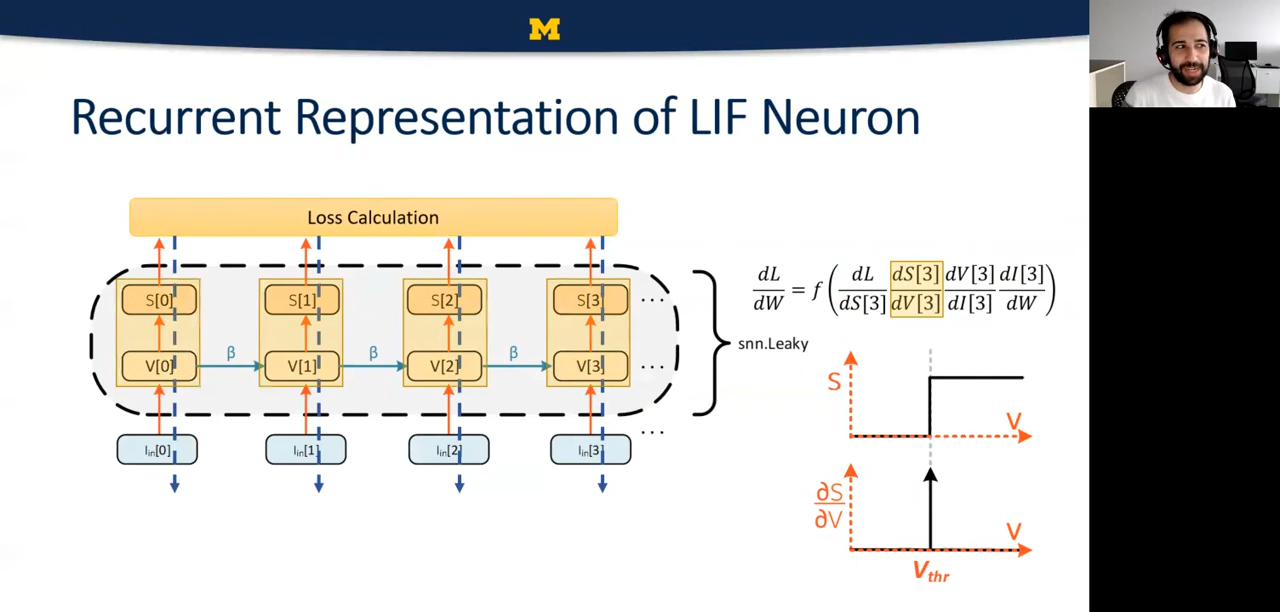 M
Recurrent Representation of LIF Neuron
Loss Calculation
S[0] S[1] S[2] S[3] ...
β β β
V[0] V[1] V[2] V[3] ...
I_in[0] I_in[1] I_in[2] I_in[3] ...
dL/dW = f(dL/dS[3] dS[3]/dV[3] dV[3]/dI[3] dI[3]/dW)
snn.Leaky
S
V
∂S/∂V
V
V_thr